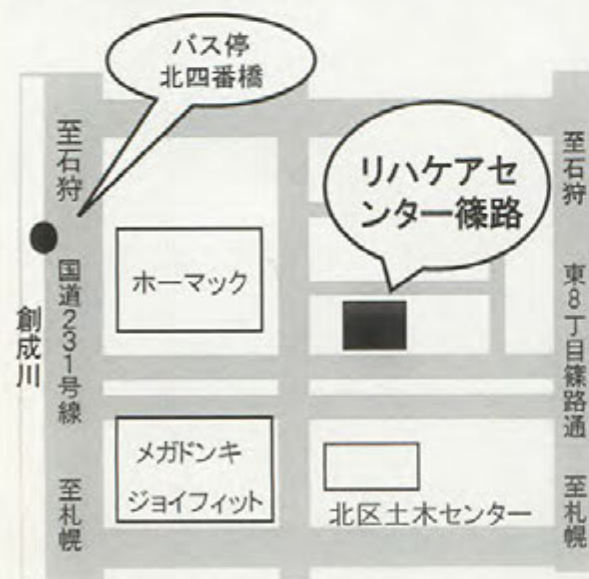 バス停
北四番橋
リハケアセ
ンター篠路
至石狩
国道231号線
至札幌
創成川
ホーマック
メガドンキ
ジョイフィット
北区土木センター
至石狩
東8丁目篠路通
至札幌